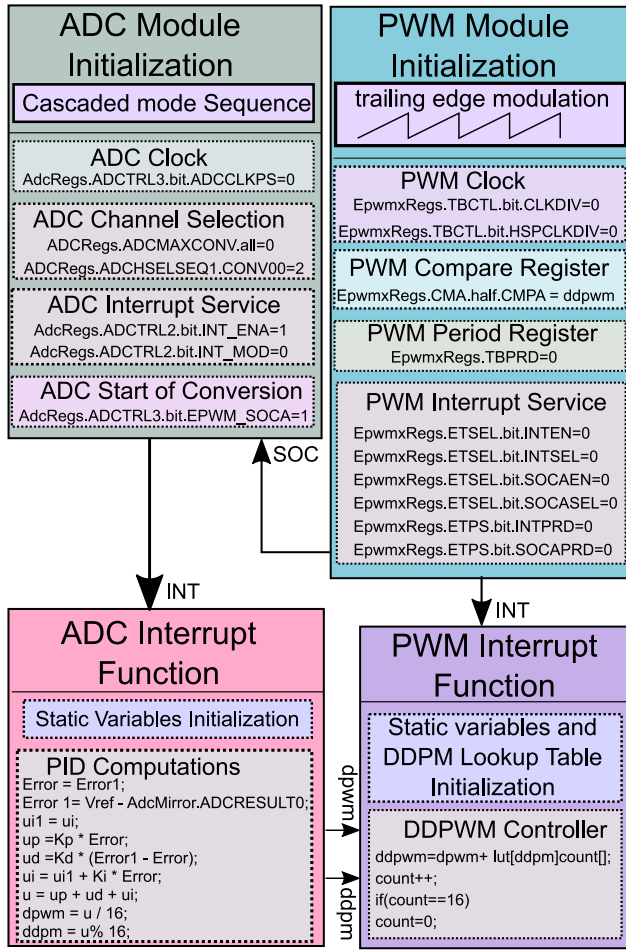 ADC Module
Initialization
Cascaded mode Sequence
ADC Clock
AdcRegs.ADCTRL3.bit.ADCCLKPS=0
ADC Channel Selection
ADCRegs.ADCMAXCONV.all=0
ADCRegs.ADCHSELSEQ1.CONV00=2
ADC Interrupt Service
AdcRegs.ADCTRL2.bit.INT_ENA=1
AdcRegs.ADCTRL2.bit.INT_MOD=0
ADC Start of Conversion
AdcRegs.ADCTRL3.bit.EPWM_SOCA=1
PWM Module
Initialization
trailing edge modulation
PWM Clock
EpwmxRegs.TBCTL.bit.CLKDIV=0
EpwmxRegs.TBCTL.bit.HSPCLKDIV=0
PWM Compare Register
EpwmxRegs.CMA.half.CMPA = ddpwm
PWM Period Register
EpwmxRegs.TBPRD=0
PWM Interrupt Service
EpwmxRegs.ETSEL.bit.INTEN=0
EpwmxRegs.ETSEL.bit.INTSEL=0
EpwmxRegs.ETSEL.bit.SOCAEN=0
EpwmxRegs.ETSEL.bit.SOCASEL=0
EpwmxRegs.ETPS.bit.INTPRD=0
EpwmxRegs.ETPS.bit.SOCAPRD=0
SOC
INT
INT
ADC Interrupt
Function
Static Variables Initialization
PID Computations
Error = Error1;
Error 1= Vref - AdcMirror.ADCRESULT0;
ui1 = ui;
up =Kp * Error;
ud =Kd * (Error1 - Error);
ui = ui1 + Ki * Error;
u = up + ud + ui;
dpwm = u / 16;
ddpm = u% 16;
dpwm
ddpm
PWM Interrupt
Function
Static variables and
DDPM Lookup Table
Initialization
DDPWM Controller
ddpwm=dpwm+ lut[ddpm]count[];
count++;
if(count==16)
count=0;